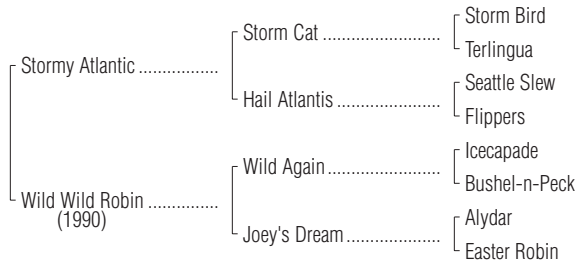 Storm Bird
Storm Cat ........................
Terlingua
Stormy Atlantic ................
Seattle Slew
Hail Atlantis .....................
Flippers
Icecapade
Wild Again .......................
Bushel-n-Peck
Wild Wild Robin ..............
(1990)
Alydar
Joey's Dream...................
Easter Robin